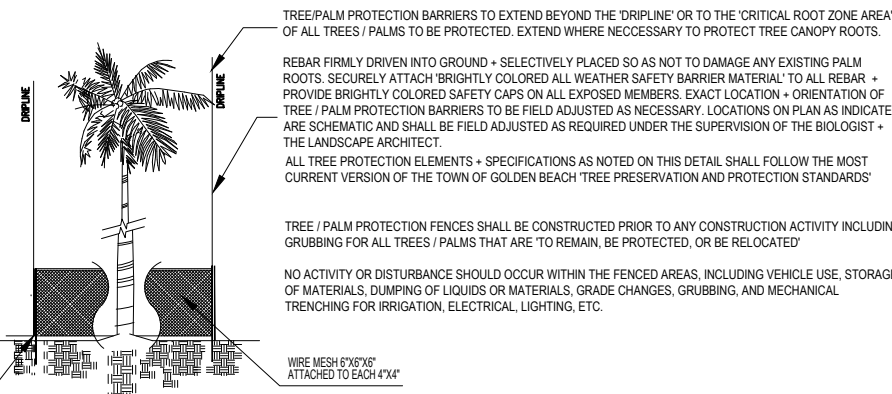 TREE/PALM PROTECTION BARRIERS TO EXTEND BEYOND THE 'DRIPLINE' OR TO THE 'CRITICAL ROOT ZONE AREA'
OF ALL TREES / PALMS TO BE PROTECTED. EXTEND WHERE NECCESSARY TO PROTECT TREE CANOPY ROOTS.
REBAR FIRMLY DRIVEN INTO GROUND + SELECTIVELY PLACED SO AS NOT TO DAMAGE ANY EXISTING PALM
ROOTS. SECURELY ATTACH 'BRIGHTLY COLORED ALL WEATHER SAFETY BARRIER MATERIAL' TO ALL REBAR +
PROVIDE BRIGHTLY COLORED SAFETY CAPS ON ALL EXPOSED MEMBERS. EXACT LOCATION + ORIENTATION OF
TREE / PALM PROTECTION BARRIERS TO BE FIELD ADJUSTED AS NECESSARY. LOCATIONS ON PLAN AS INDICATE
ARE SCHEMATIC AND SHALL BE FIELD ADJUSTED AS REQUIRED UNDER THE SUPERVISION OF THE BIOLOGIST +
THE LANDSCAPE ARCHITECT.
ALL TREE PROTECTION ELEMENTS + SPECIFICATIONS AS NOTED ON THIS DETAIL SHALL FOLLOW THE MOST
CURRENT VERSION OF THE TOWN OF GOLDEN BEACH 'TREE PRESERVATION AND PROTECTION STANDARDS'
TREE / PALM PROTECTION FENCES SHALL BE CONSTRUCTED PRIOR TO ANY CONSTRUCTION ACTIVITY INCLUDIN
GRUBBING FOR ALL TREES / PALMS THAT ARE 'TO REMAIN, BE PROTECTED, OR BE RELOCATED'
NO ACTIVITY OR DISTURBANCE SHOULD OCCUR WITHIN THE FENCED AREAS, INCLUDING VEHICLE USE, STORAGE
OF MATERIALS, DUMPING OF LIQUIDS OR MATERIALS, GRADE CHANGES, GRUBBING, AND MECHANICAL
TRENCHING FOR IRRIGATION, ELECTRICAL, LIGHTING, ETC.
WIRE MESH 6"X6"X6"
ATTACHED TO EACH 4"X4"
DRIPLINE
DRIPLINE